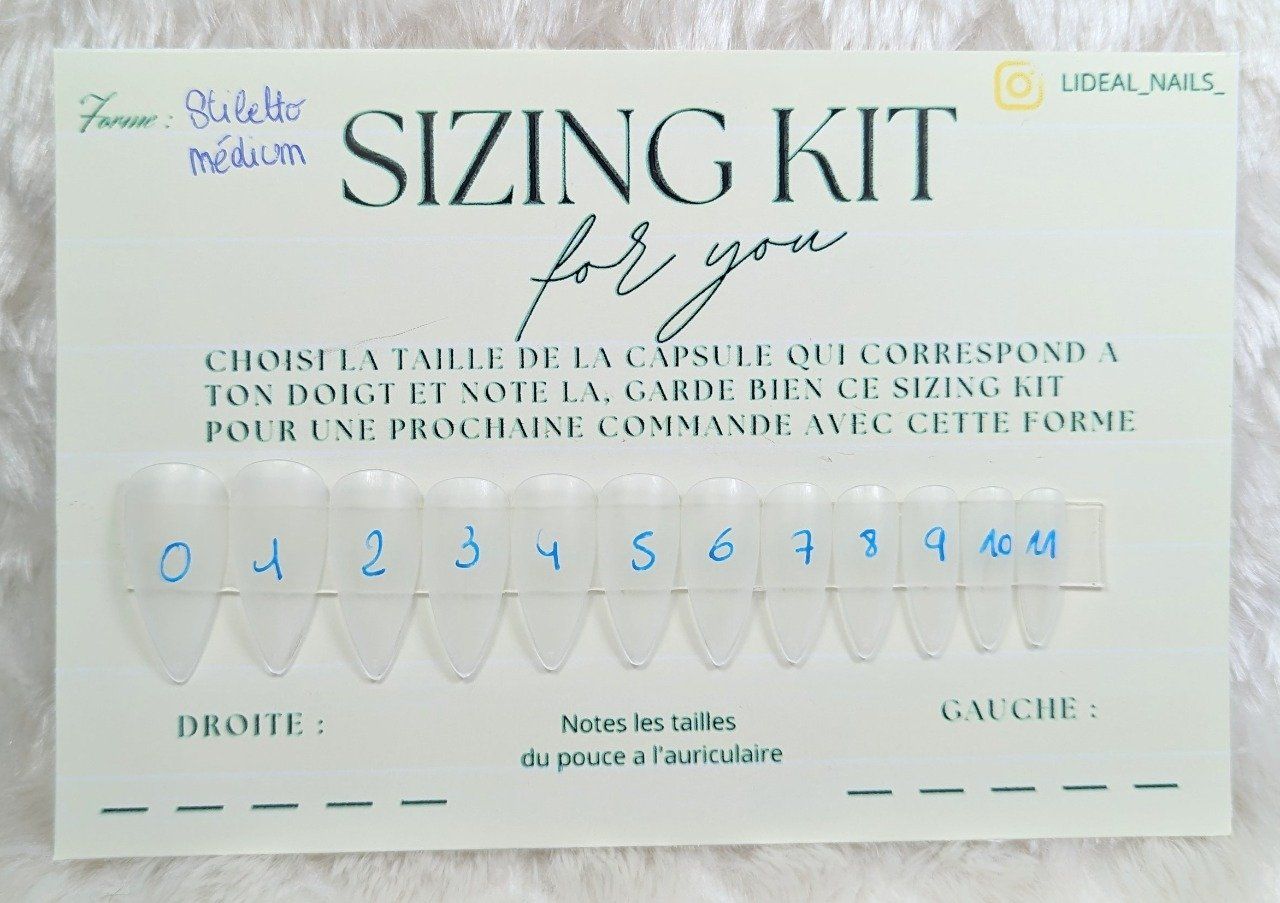 Forme : Stiletto
médium
LIDEAL_NAILS_
SIZING KIT
for you
CHOISI LA TAILLE DE LA CAPSULE QUI CORRESPOND A
TON DOIGT ET NOTE LA, GARDE BIEN CE SIZING KIT
POUR UNE PROCHAINE COMMANDE AVEC CETTE FORME
0 1 2 3 4 5 6 7 8 9 10 11
DROITE :
GAUCHE :
Notes les tailles
du pouce a l'auriculaire